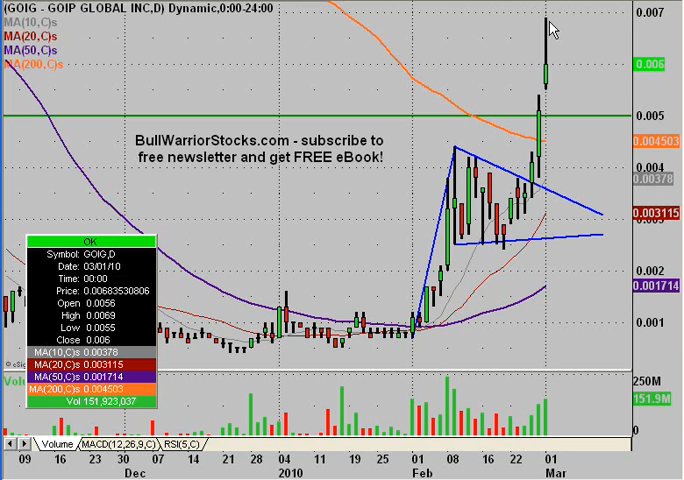 (GOIG - GOIP GLOBAL INC,D) Dynamic,0:00-24:00
MA(10,C)s
MA(20,C)s
MA(50,C)s
MA(200,C)s
0.007
0.006
0.005
0.004503
0.004
0.00378
0.003115
0.002
0.001714
0.001
BullWarriorStocks.com - subscribe to
free newsletter and get FREE eBook!
OK
Symbol: GOIG,D
Date: 03/01/10
Time: 00:00
Price: 0.00683530806
Open 0.0056
High 0.0069
Low 0.0055
Close 0.006
MA(10,C)s 0.00378
MA(20,C)s 0.003115
MA(50,C)s 0.001714
MA(200,C)s 0.004503
Vol 151,923,037
250M
151.9M
Volume MACD(12,26,9,C) RSI(5,C)
09 16 23 30 07 14 21 28 04 11 19 25 01 08 16 22 01
Dec 2010 Feb Mar